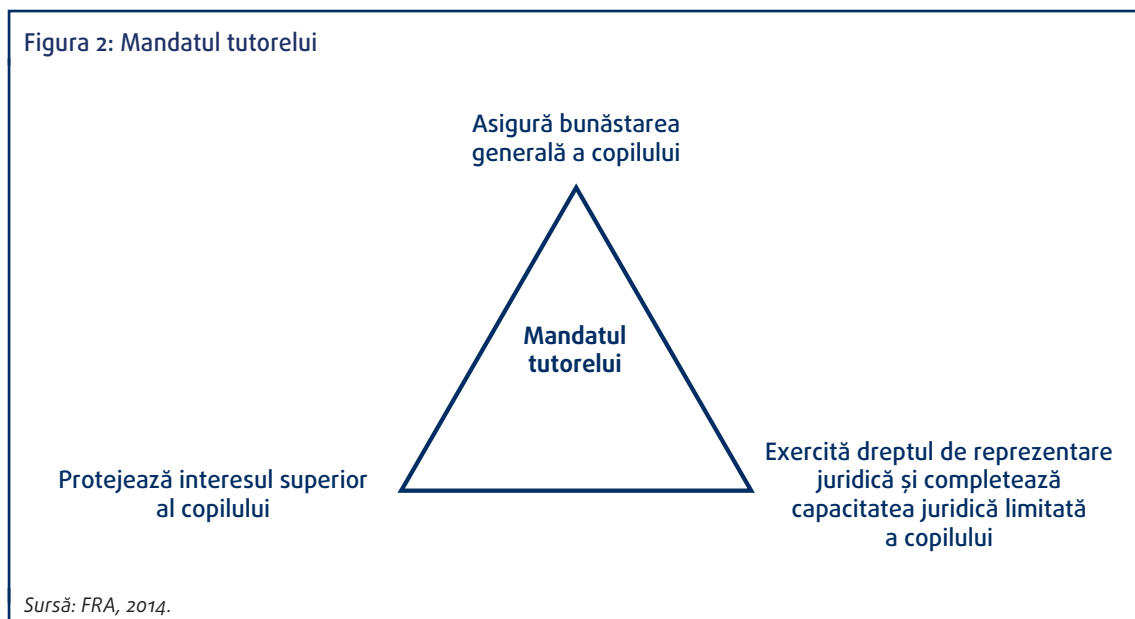 Figura 2: Mandatul tutorelui
Asigură bunăstarea
generală a copilului
Mandatul
tutorelui
Protejează interesul superior
al copilului
Exercită dreptul de reprezentare
juridică și completează
capacitatea juridică limitată
a copilului
Sursă: FRA, 2014.